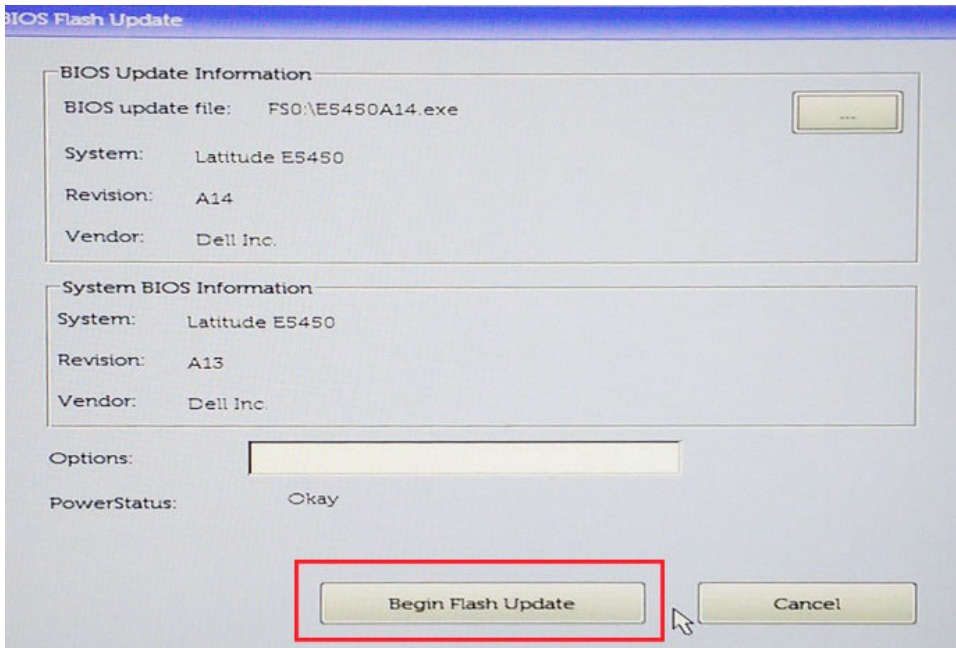 BIOS Flash Update
BIOS Update Information
BIOS update file: FS0:\E5450A14.exe
...
System: Latitude E5450
Revision: A14
Vendor: Dell Inc.
System BIOS Information
System: Latitude E5450
Revision: A13
Vendor: Dell Inc.
Options:
PowerStatus: Okay
Begin Flash Update
Cancel